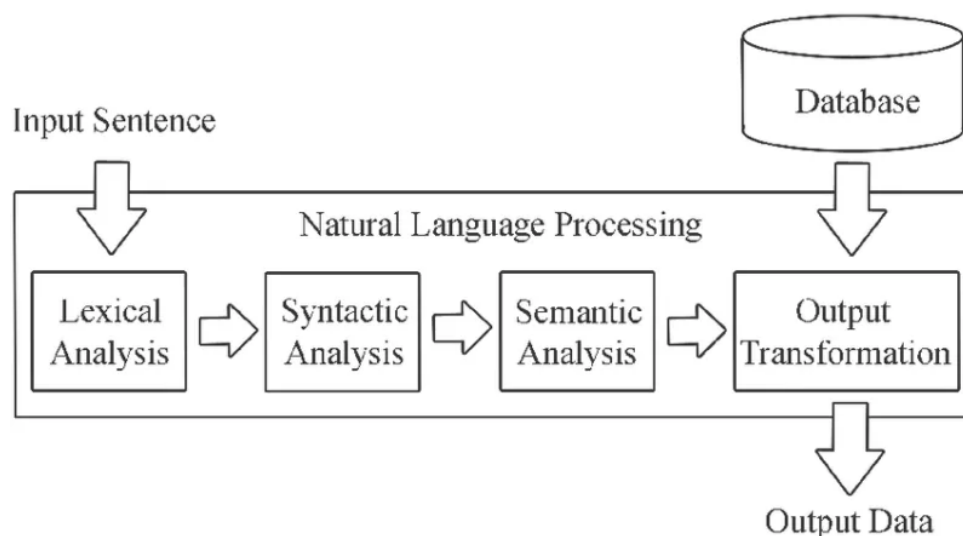 Input Sentence
Database
Natural Language Processing
Lexical
Analysis
Syntactic
Analysis
Semantic
Analysis
Output
Transformation
Output Data